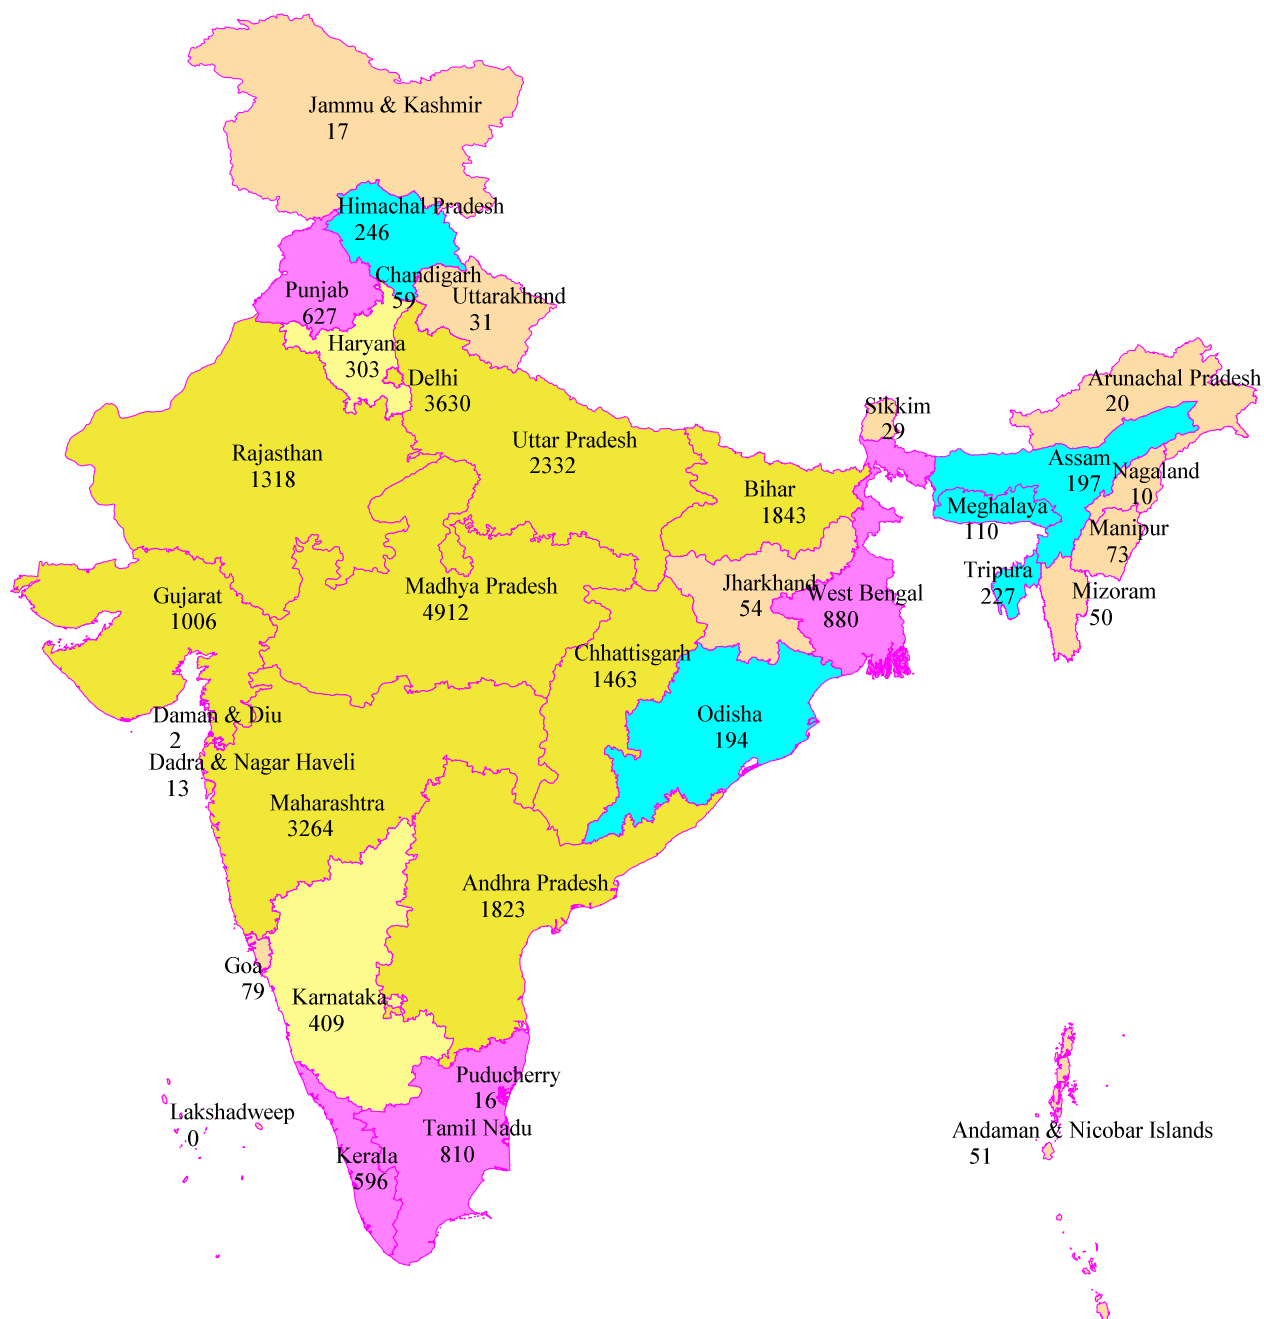 Jammu & Kashmir
17
Himachal Pradesh
246
Chandigarh
59
Punjab
627
Uttarakhand
31
Haryana
303
Delhi
3630
Arunachal Pradesh
20
Sikkim
29
Rajasthan
1318
Uttar Pradesh
2332
Bihar
1843
Assam
197
Nagaland
10
Meghalaya
110
Manipur
73
Tripura
227
Mizoram
50
Gujarat
1006
Madhya Pradesh
4912
Jharkhand
54
West Bengal
880
Chhattisgarh
1463
Odisha
194
Daman & Diu
2
Dadra & Nagar Haveli
13
Maharashtra
3264
Andhra Pradesh
1823
Goa
79
Karnataka
409
Puducherry
16
Lakshadweep
0
Tamil Nadu
810
Kerala
596
Andaman & Nicobar Islands
51